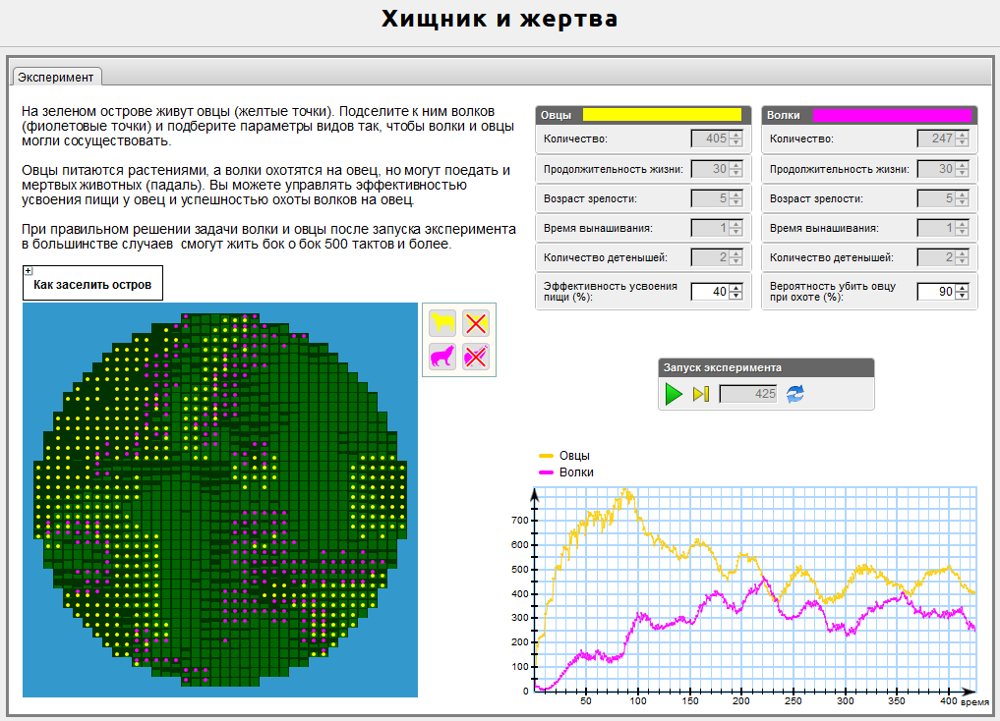 Хищник и жертва
Эксперимент
На зеленом острове живут овцы (желтые точки). Подселите к ним волков
(фиолетовые точки) и подберите параметры видов так, чтобы волки и овцы
могли сосуществовать.
Овцы питаются растениями, а волки охотятся на овец, но могут поедать и
мертвых животных (падаль). Вы можете управлять эффективностью
усвоения пищи у овец и успешностью охоты волков на овец.
При правильном решении задачи волки и овцы после запуска эксперимента
в большинстве случаев смогут жить бок о бок 500 тактов и более.
Как заселить остров
Овцы
Количество: 405
Продолжительность жизни: 30
Возраст зрелости: 5
Время вынашивания: 1
Количество детенышей: 2
Эффективность усвоения
пищи (%): 40
Волки
Количество: 247
Продолжительность жизни: 30
Возраст зрелости: 5
Время вынашивания: 1
Количество детенышей: 2
Вероятность убить овцу
при охоте (%): 90
Запуск эксперимента
425
Овцы
Волки
700
600
500
400
300
200
100
0
50 100 150 200 250 300 350 400 время